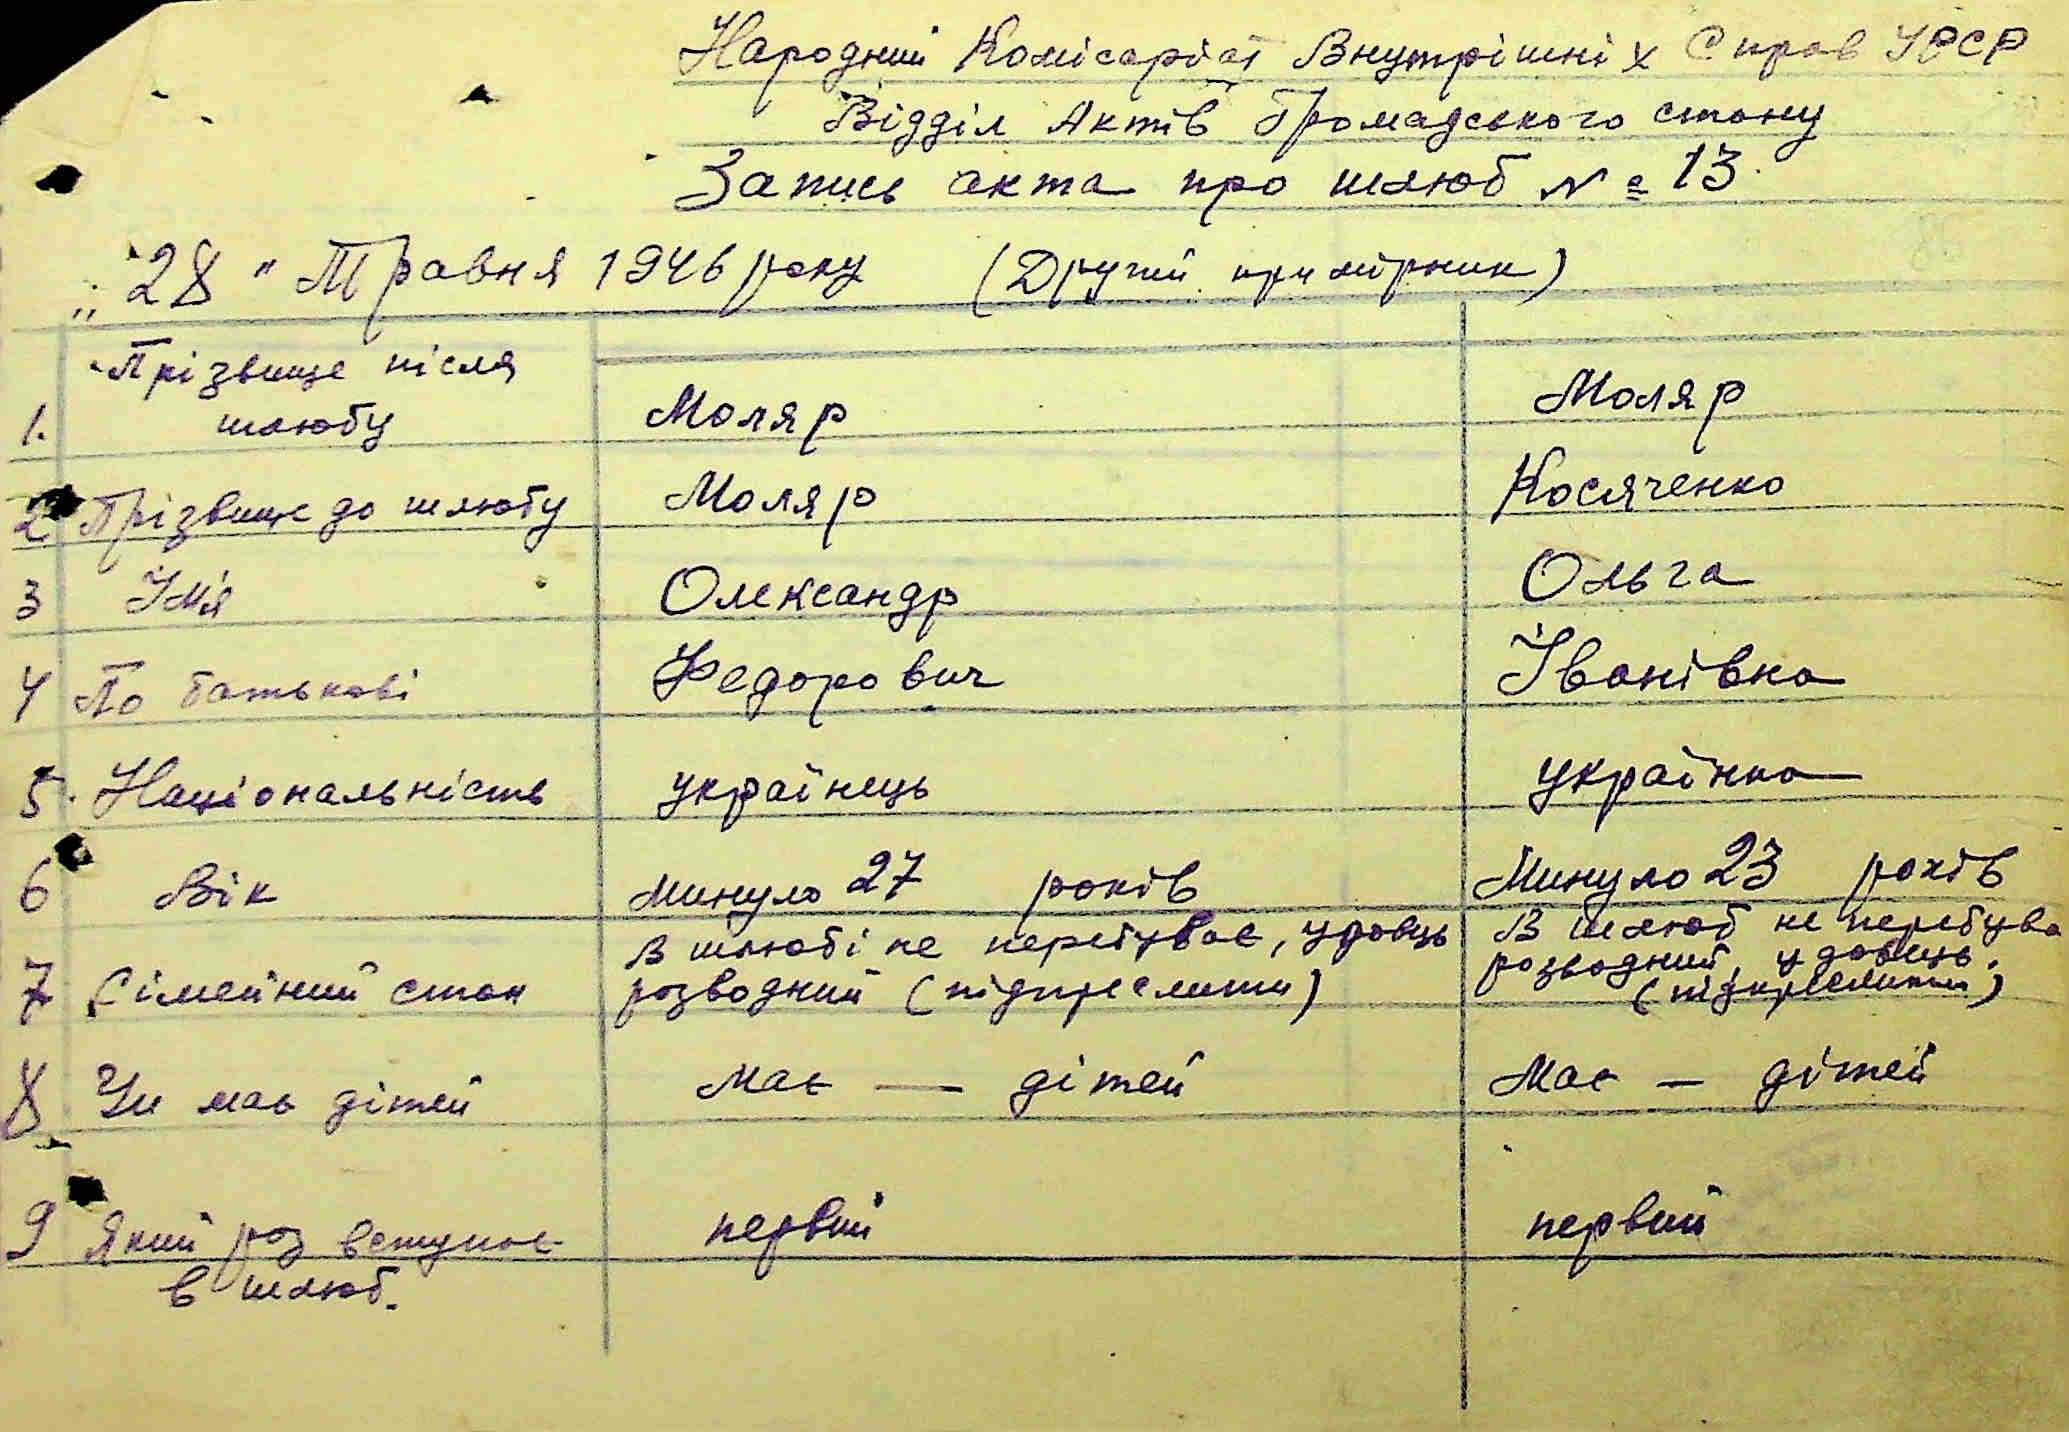 Народний Комісаріат Внутрішніх Справ УРСР
Відділ Актів Громадського стану
Запись акта про шлюб № 13.
"28" Травня 1946 року (Другий примірник)
1. Прізвище після шлюбу Моляр Моляр
2 Прізвище до шлюбу Моляр Косяченко
3 Ім'я Олександр Ольга
4 По батькові Федорович Іванівна
5. Національність українець українка
6 Вік Минуло 27 років Минуло 23 років
7 Сімейний стан В шлюбі не перебуває, удовець розводний (підкреслити) В шлюб не перебува розводний, удовець. (підкреслити)
8 Чи має дітей має — дітей має — дітей
9 Який раз вступає в шлюб. первий первий